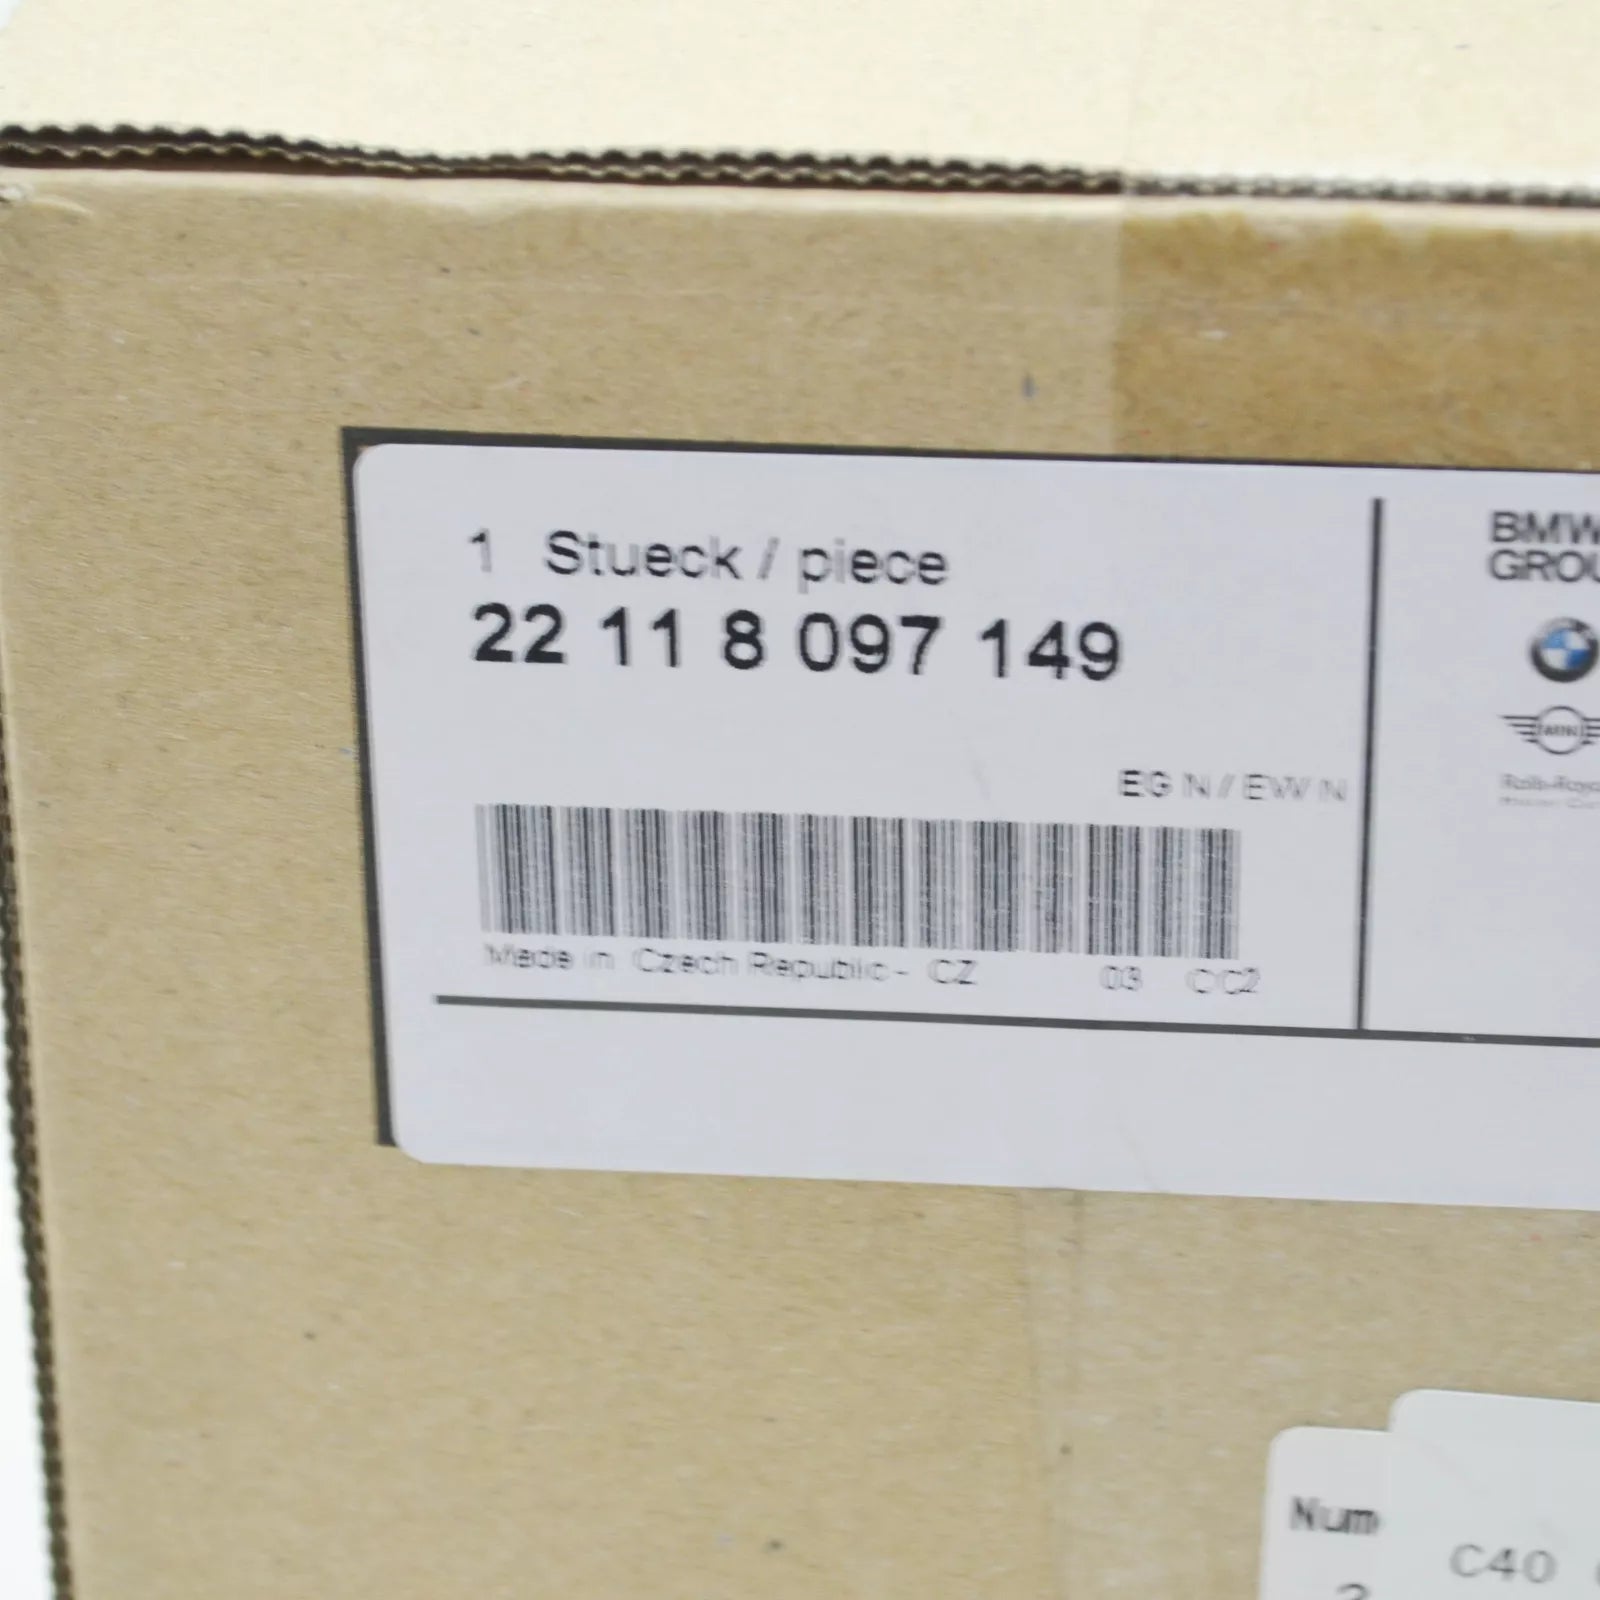 1 Stueck / piece
22 11 8 097 149
EG N / EW N
Made in Czech Republic - CZ 03 CC2
BMW
GROU
MINI
Num
C40